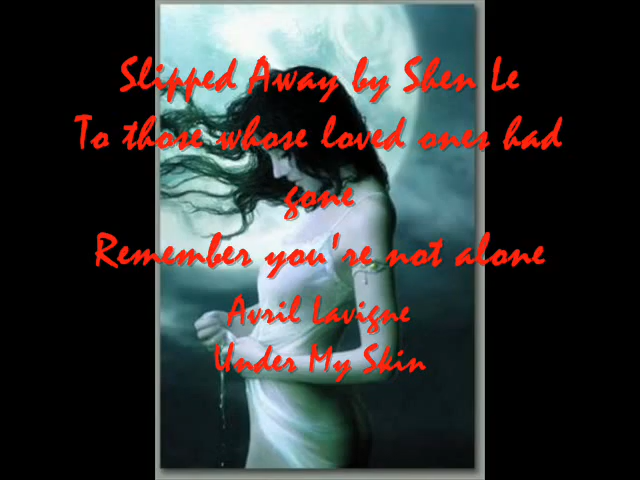 Slipped Away by Shen Le
To those whose loved ones had
gone
Remember you're not alone
Avril Lavigne
Under My Skin